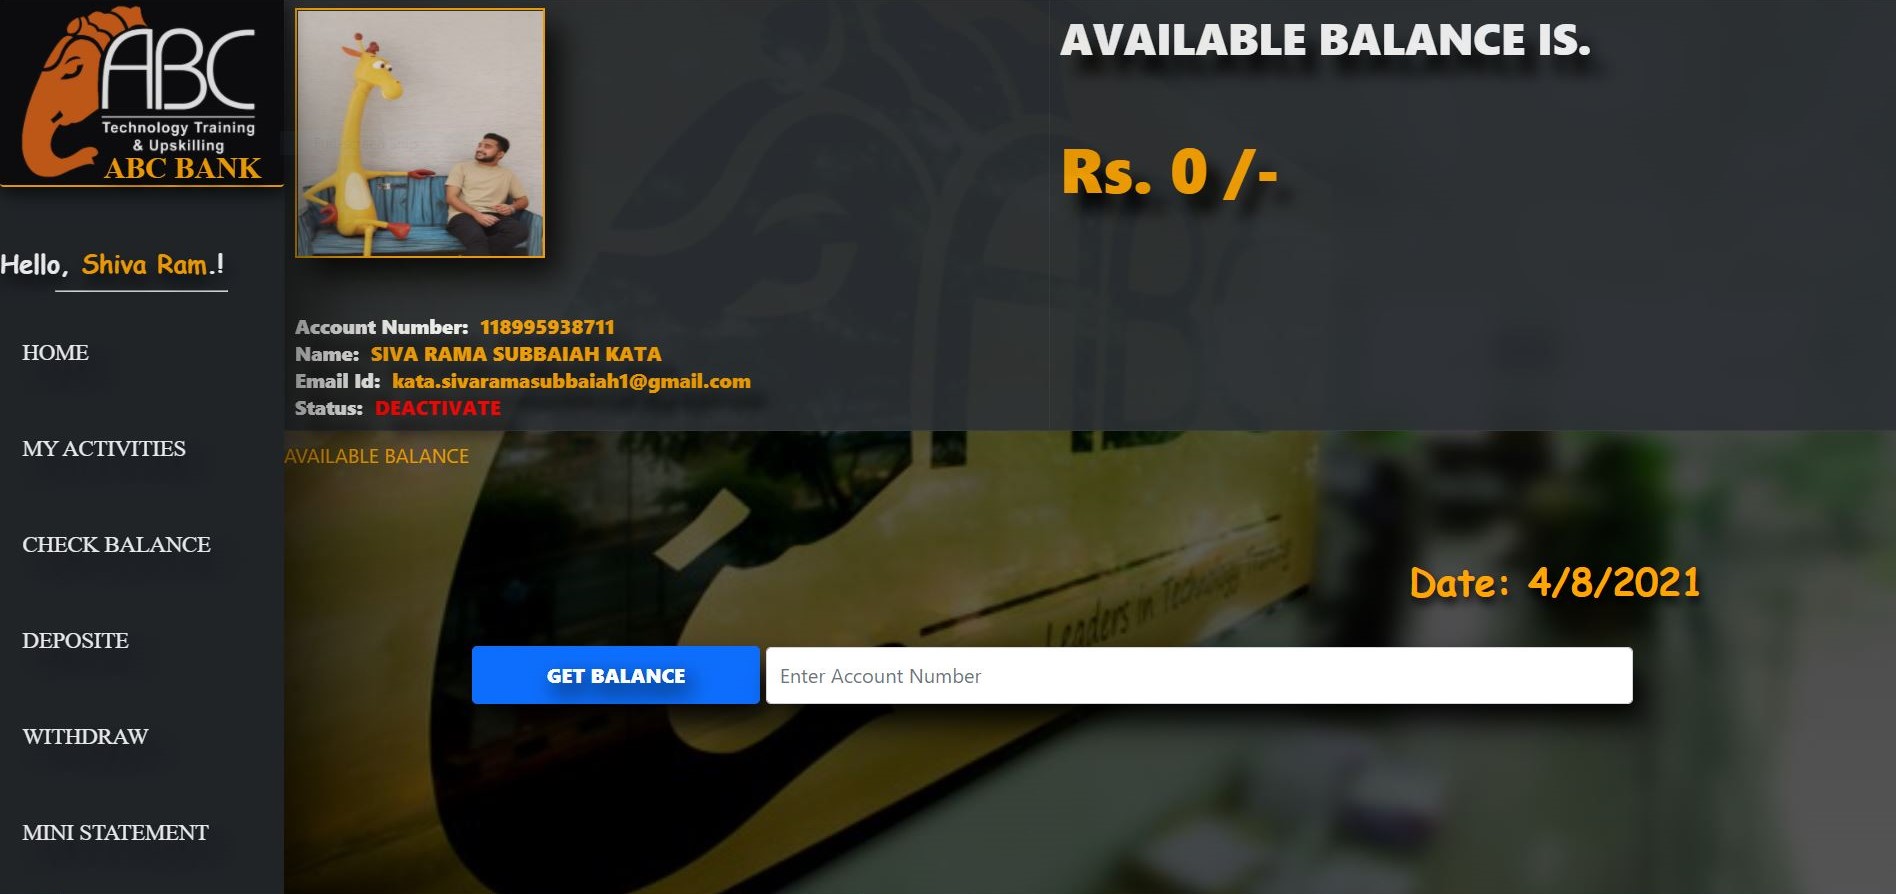 ABC
Technology Training
& Upskilling
ABC BANK
Hello, Shiva Ram.!
HOME
MY ACTIVITIES
CHECK BALANCE
DEPOSITE
WITHDRAW
MINI STATEMENT
Account Number: 118995938711
Name: SIVA RAMA SUBBAIAH KATA
Email Id: kata.sivaramasubbaiah1@gmail.com
Status: DEACTIVATE
AVAILABLE BALANCE IS.
Rs. 0 /-
AVAILABLE BALANCE
Leaders in Technology Training
Date: 4/8/2021
GET BALANCE
Enter Account Number